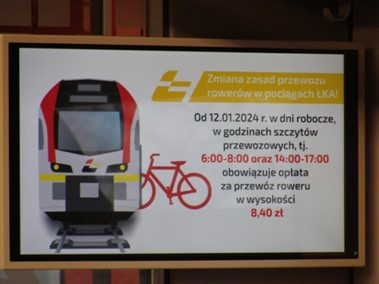 Zmiana zasad przewozu
rowerów w pociągach ŁKA!
Od 12.01.2024 r. w dni robocze,
w godzinach szczytów
przewozowych, tj.
6:00-8:00 oraz 14:00-17:00
obowiązuje opłata
za przewóz roweru
w wysokości
8,40 zł